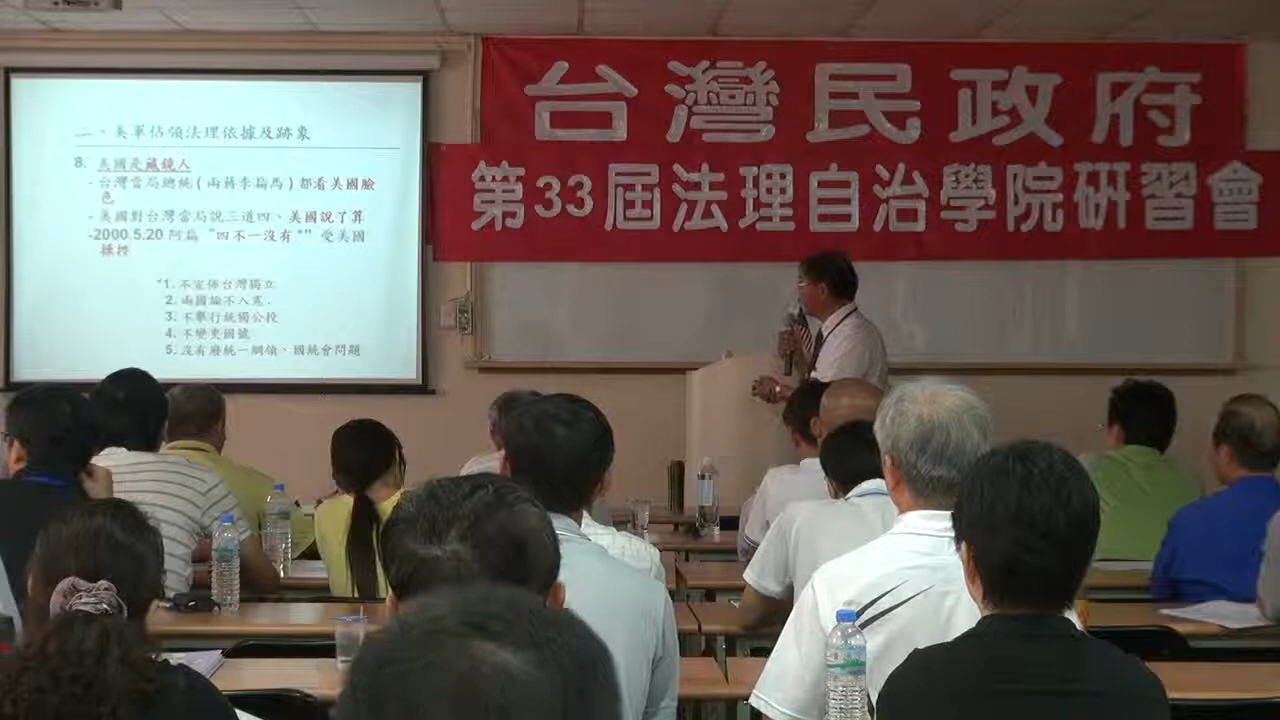 台灣民政府
第33屆法理自治學院研習會
二、美軍佔領法理依據及跡象
8. 美國是藏鏡人
- 台灣當局總統(兩蔣李扁馬)都看美國臉
色
- 美國對台灣當局說三道四、美國說了算
-2000.5.20 阿扁 “四不一沒有*” 受美國
操控
*1. 不宣佈台灣獨立
2. 兩國論不入憲.
3. 不舉行統獨公投
4. 不變更國號
5. 沒有廢統一綱領、國統會問題